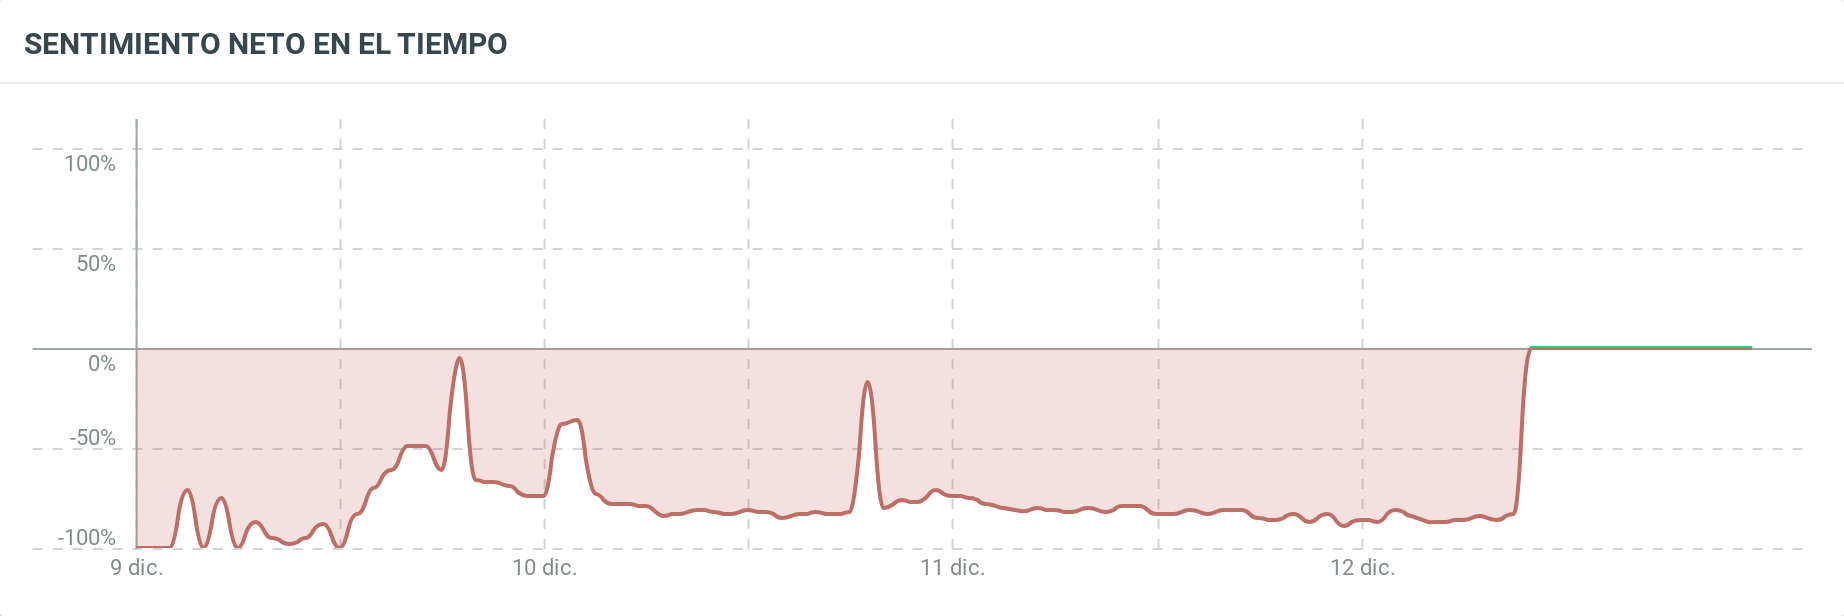 SENTIMIENTO NETO EN EL TIEMPO
100%
50%
0%
-50%
-100%
9 dic.
10 dic.
11 dic.
12 dic.